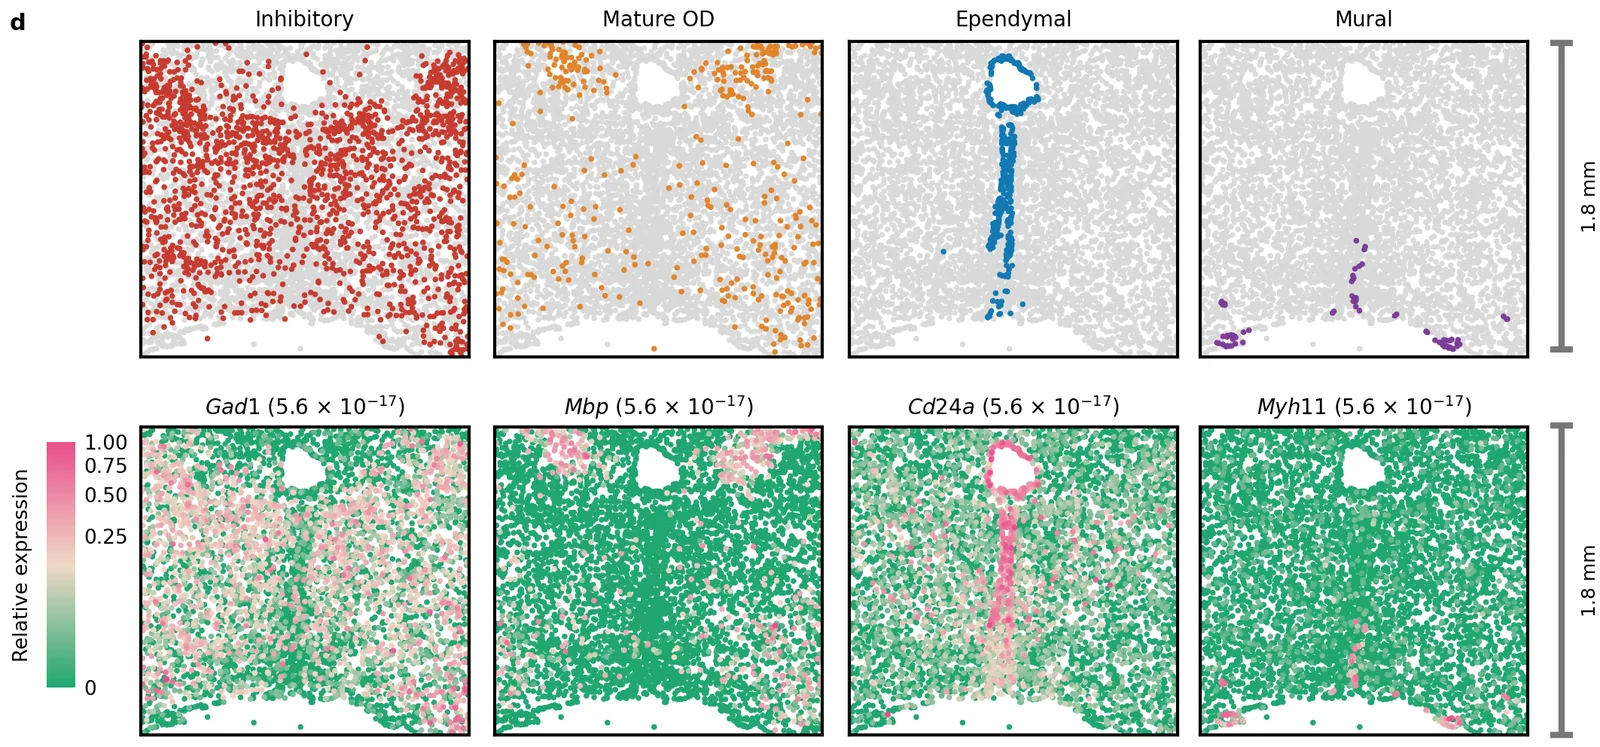 d
Inhibitory
Mature OD
Ependymal
Mural
1.8 mm
Gad1 (5.6 × 10⁻¹⁷)
Mbp (5.6 × 10⁻¹⁷)
Cd24a (5.6 × 10⁻¹⁷)
Myh11 (5.6 × 10⁻¹⁷)
Relative expression
1.00
0.75
0.50
0.25
0
1.8 mm